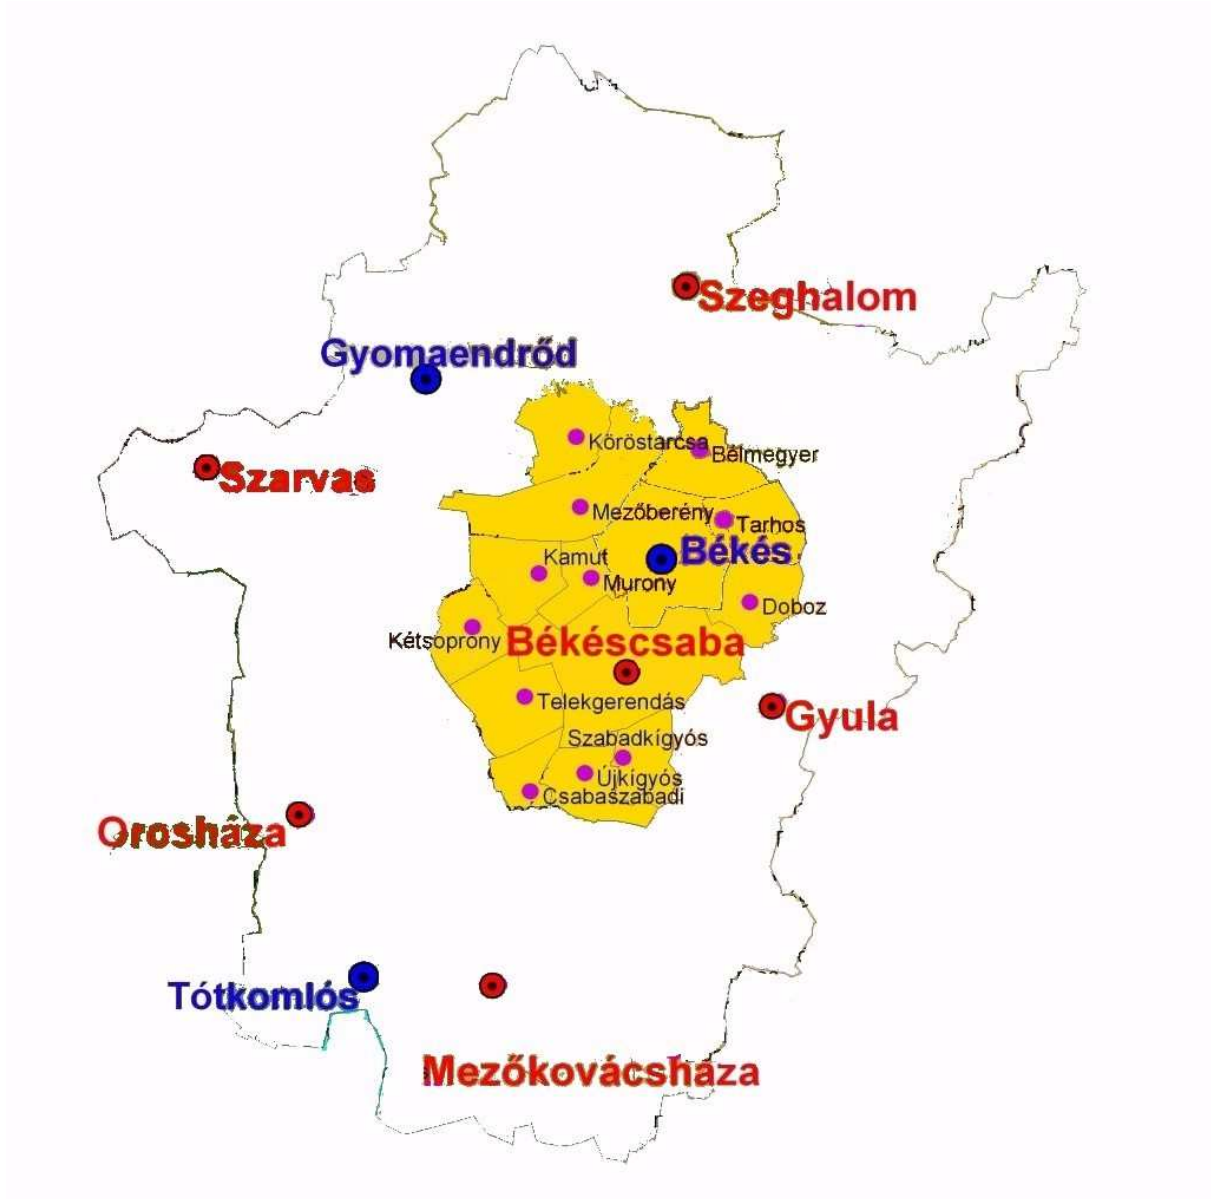 Szeghalom
Gyomaendrőd
Köröstarcsa
Bélmegyer
Szarvas
Mezőberény
Tarhos
Békés
Kamut
Murony
Doboz
Kétsoprony
Békéscsaba
Telekgerendás
Gyula
Szabadkígyós
Újkígyós
Csabaszabadi
Orosháza
Tótkomlós
Mezőkovácsháza